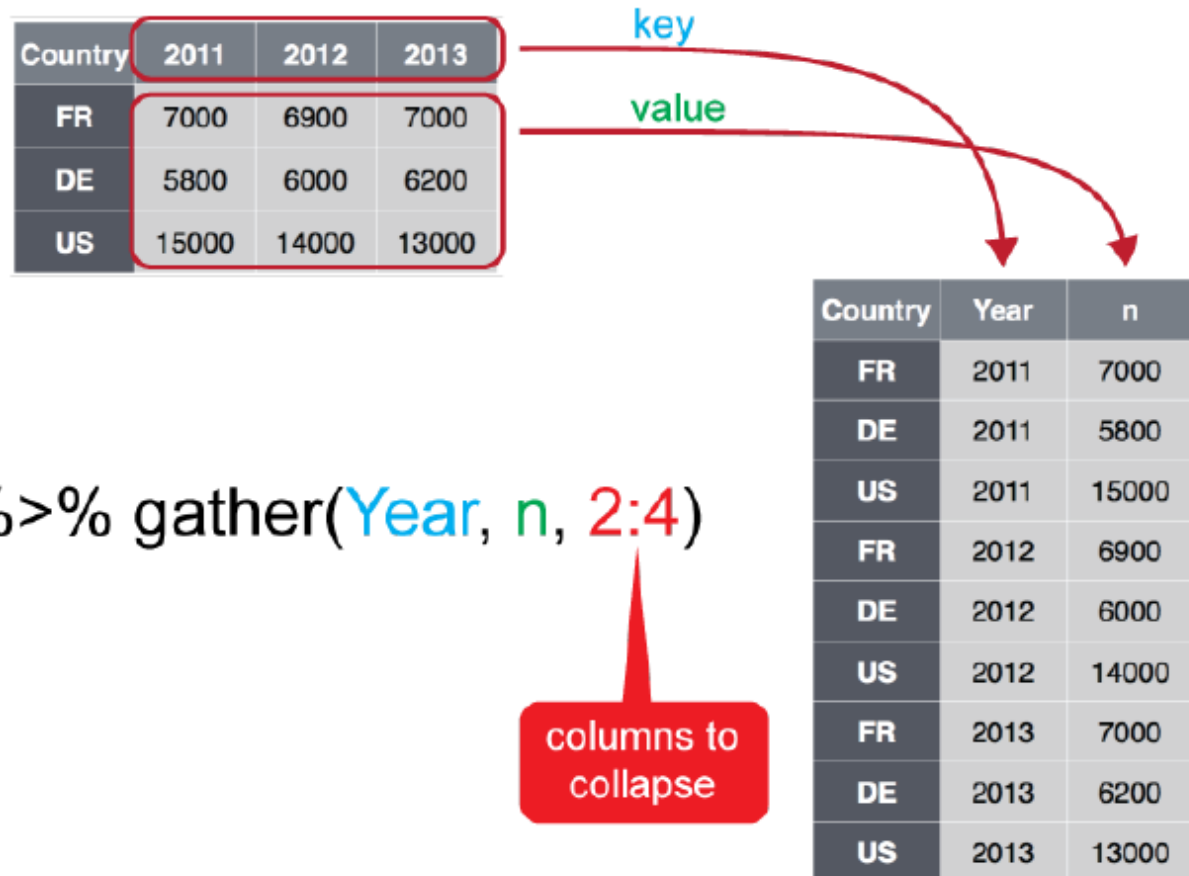 key
Country 2011 2012 2013
value
FR 7000 6900 7000
DE 5800 6000 6200
US 15000 14000 13000
Country Year n
FR 2011 7000
DE 2011 5800
US 2011 15000
FR 2012 6900
DE 2012 6000
US 2012 14000
FR 2013 7000
DE 2013 6200
US 2013 13000
%>% gather(Year, n, 2:4)
columns to
collapse